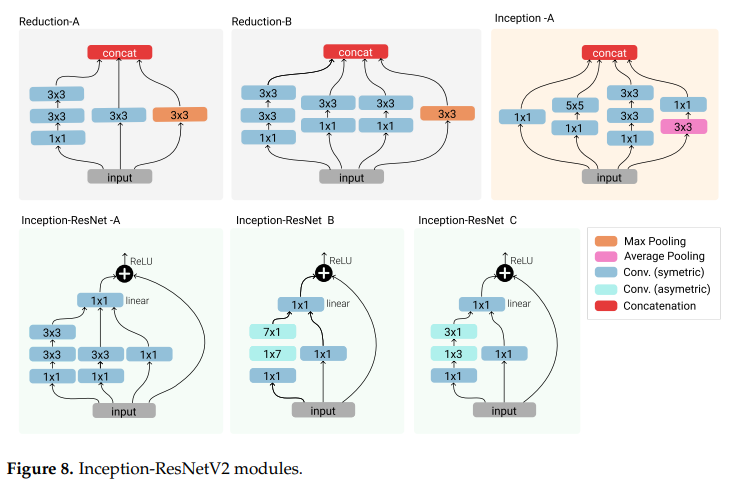 Reduction-A
concat
3x3
3x3
1x1
3x3
3x3
input
Reduction-B
concat
3x3
3x3
1x1
3x3
1x1
3x3
1x1
3x3
input
Inception -A
concat
1x1
5x5
1x1
3x3
3x3
1x1
1x1
3x3
input
Inception-ResNet -A
ReLU
1x1 linear
3x3
3x3
1x1
3x3
1x1
1x1
input
Inception-ResNet B
ReLU
1x1 linear
7x1
1x7
1x1
1x1
input
Inception-ResNet C
ReLU
1x1 linear
3x1
1x3
1x1
1x1
input
Max Pooling
Average Pooling
Conv. (symetric)
Conv. (asymetric)
Concatenation
Figure 8. Inception-ResNetV2 modules.